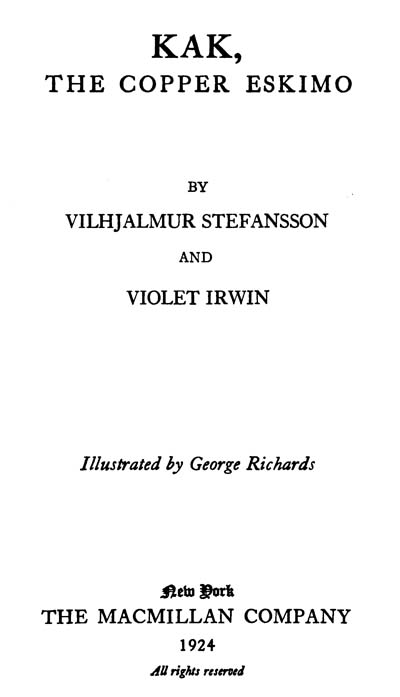 KAK,
THE COPPER ESKIMO
BY
VILHJALMUR STEFANSSON
AND
VIOLET IRWIN
Illustrated by George Richards
New York
THE MACMILLAN COMPANY
1924
All rights reserved